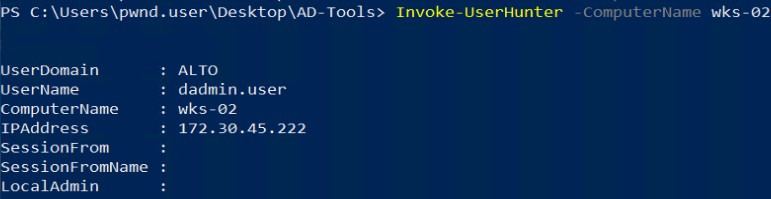 PS C:\Users\pwnd.user\Desktop\AD-Tools> Invoke-UserHunter -ComputerName wks-02
UserDomain : ALTO
UserName : dadmin.user
ComputerName : wks-02
IPAddress : 172.30.45.222
SessionFrom :
SessionFromName :
LocalAdmin :